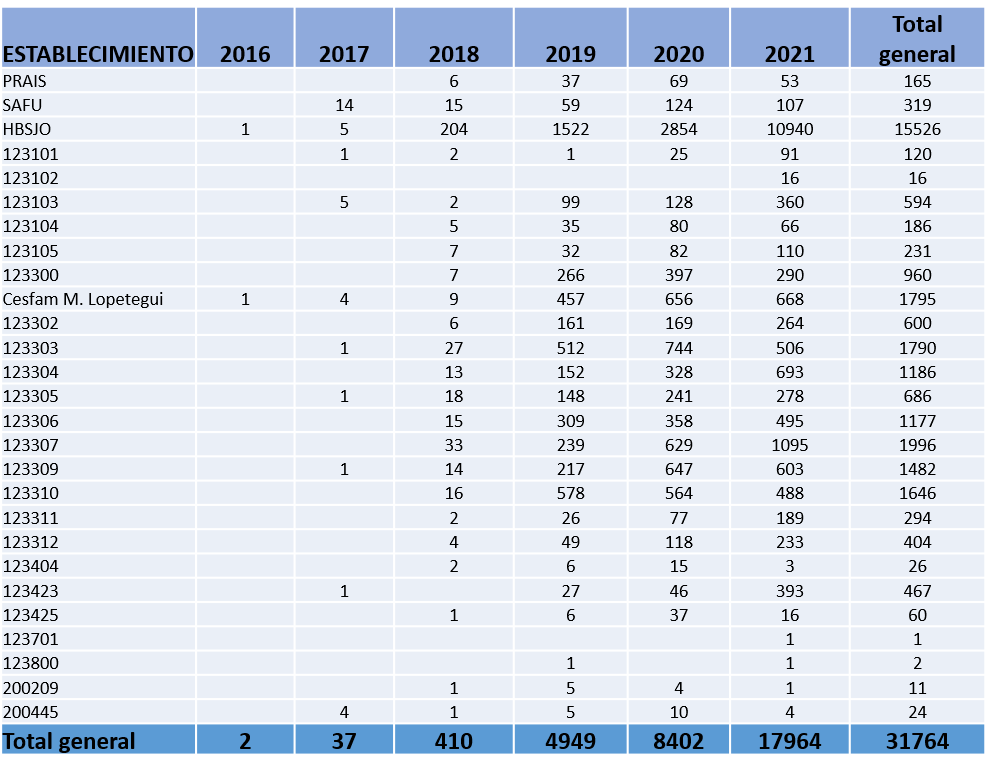 Total
ESTABLECIMIENTO 2016 2017 2018 2019 2020 2021 general
PRAIS 6 37 69 53 165
SAFU 14 15 59 124 107 319
HBSJO 1 5 204 1522 2854 10940 15526
123101 1 2 1 25 91 120
123102 16 16
123103 5 2 99 128 360 594
123104 5 35 80 66 186
123105 7 32 82 110 231
123300 7 266 397 290 960
Cesfam M. Lopetegui 1 4 9 457 656 668 1795
123302 6 161 169 264 600
123303 1 27 512 744 506 1790
123304 13 152 328 693 1186
123305 1 18 148 241 278 686
123306 15 309 358 495 1177
123307 33 239 629 1095 1996
123309 1 14 217 647 603 1482
123310 16 578 564 488 1646
123311 2 26 77 189 294
123312 4 49 118 233 404
123404 2 6 15 3 26
123423 1 27 46 393 467
123425 1 6 37 16 60
123701 1 1
123800 1 1 2
200209 1 5 4 1 11
200445 4 1 5 10 4 24
Total general 2 37 410 4949 8402 17964 31764